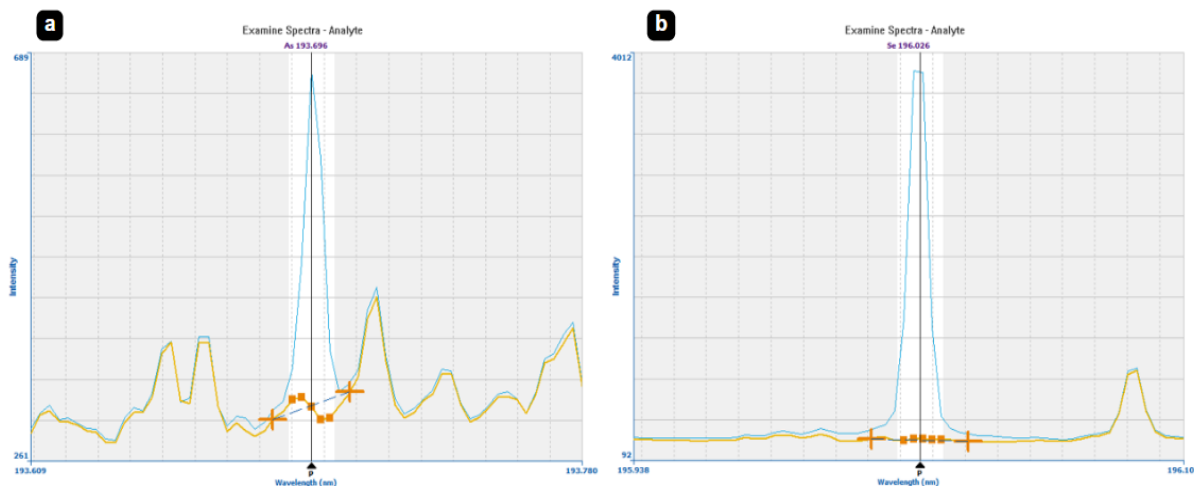 a
Examine Spectra - Analyte
As 193.696
689
Intensity
261
193.609
P
193.780
Wavelength (nm)
b
Examine Spectra - Analyte
Se 196.026
4012
Intensity
92
195.938
P
196.10
Wavelength (nm)